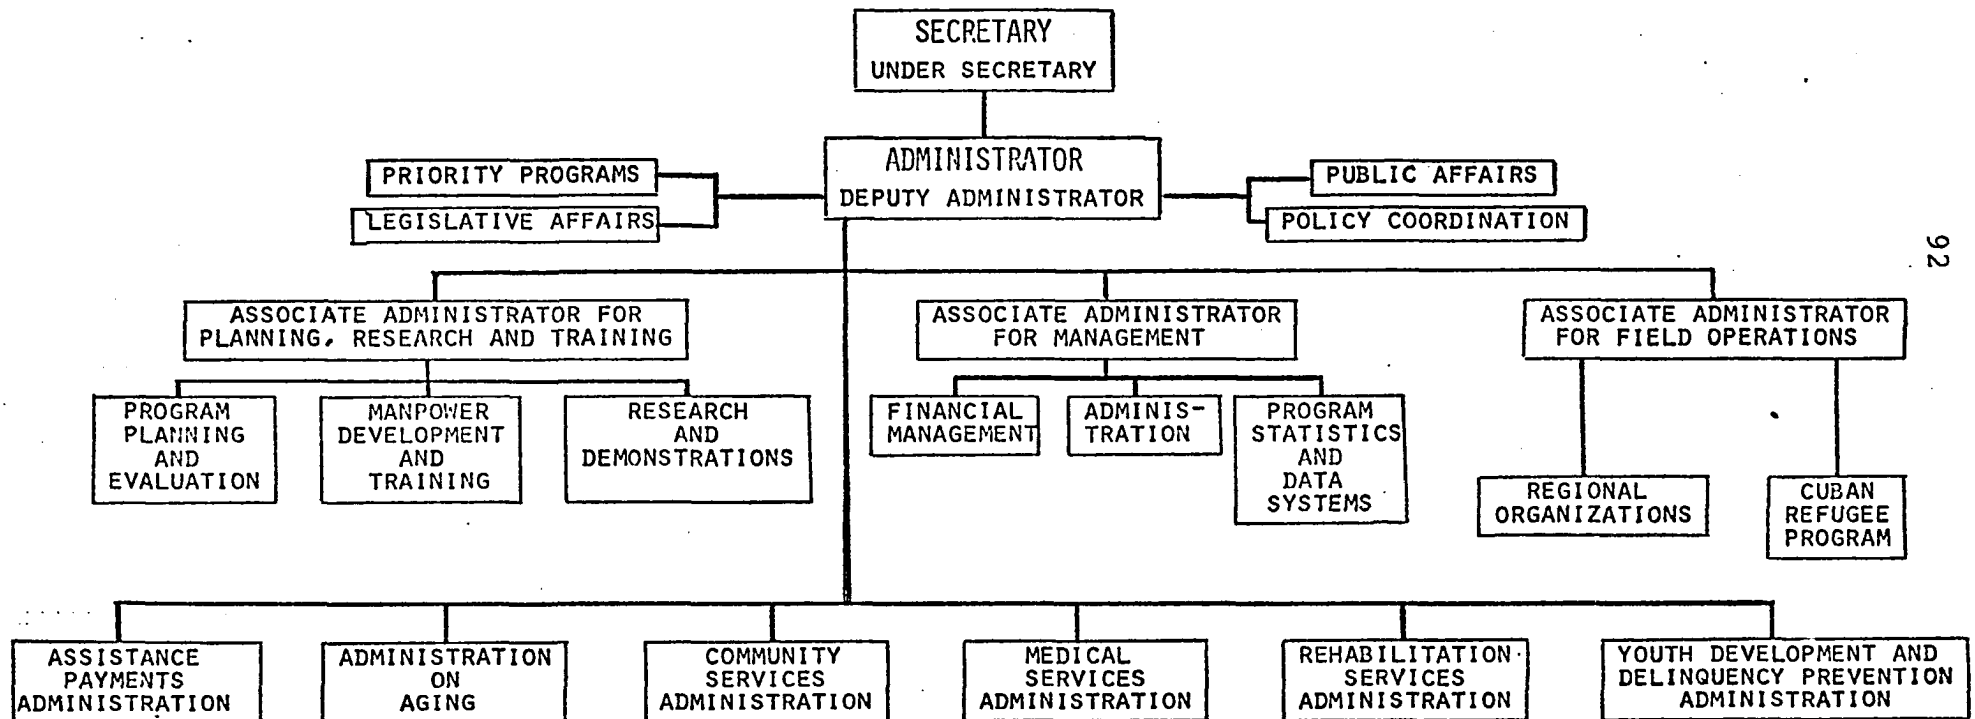 SECRETARY
UNDER SECRETARY
ADMINISTRATOR
DEPUTY ADMINISTRATOR
PRIORITY PROGRAMS
LEGISLATIVE AFFAIRS
PUBLIC AFFAIRS
POLICY COORDINATION
92
ASSOCIATE ADMINISTRATOR FOR
PLANNING, RESEARCH AND TRAINING
ASSOCIATE ADMINISTRATOR
FOR MANAGEMENT
ASSOCIATE ADMINISTRATOR
FOR FIELD OPERATIONS
PROGRAM
PLANNING
AND
EVALUATION
MANPOWER
DEVELOPMENT
AND
TRAINING
RESEARCH
AND
DEMONSTRATIONS
FINANCIAL
MANAGEMENT
ADMINIS-
TRATION
PROGRAM
STATISTICS
AND
DATA
SYSTEMS
REGIONAL
ORGANIZATIONS
CUBAN
REFUGEE
PROGRAM
ASSISTANCE
PAYMENTS
ADMINISTRATION
ADMINISTRATION
ON
AGING
COMMUNITY
SERVICES
ADMINISTRATION
MEDICAL
SERVICES
ADMINISTRATION
REHABILITATION
SERVICES
ADMINISTRATION
YOUTH DEVELOPMENT AND
DELINQUENCY PREVENTION
ADMINISTRATION